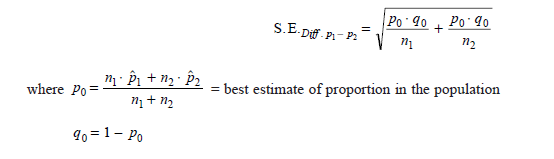 S.E.Diff. p₁ − p₂ = √(p₀ · q₀ / n₁ + p₀ · q₀ / n₂)
where p₀ = (n₁ · p̂₁ + n₂ · p̂₂) / (n₁ + n₂) = best estimate of proportion in the population
q₀ = 1 − p₀